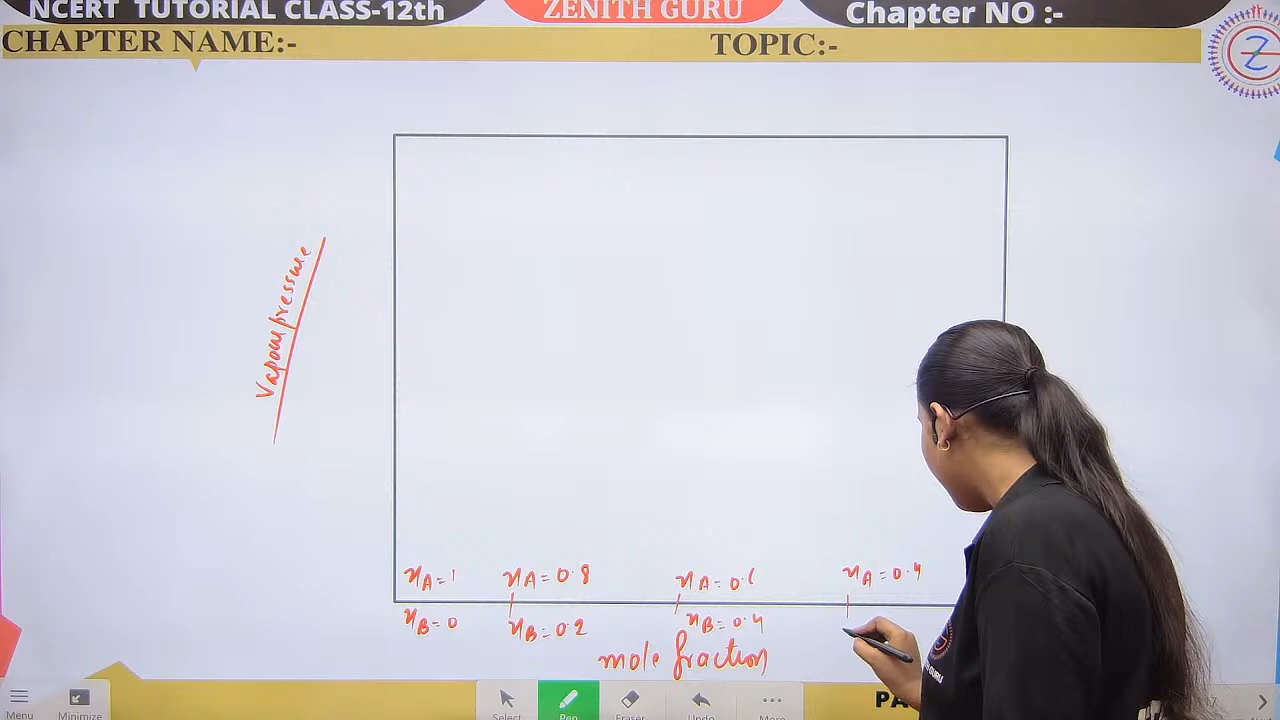 NCERT TUTORIAL CLASS-12th
ZENITH GURU
Chapter NO :-
CHAPTER NAME:-
TOPIC:-
Z
Vapour pressure
xA=1
xA=0.8
xA=0.6
xA=0.4
xB=0
xB=0.2
xB=0.4
mole fraction
Menu
Minimize
Select
Pen
Eraser
Undo
More